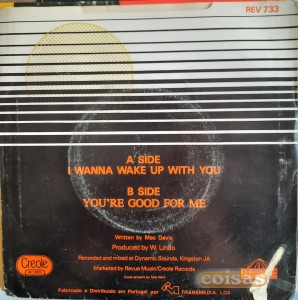 REV 733
A SIDE
I WANNA WAKE UP WITH YOU
B SIDE
YOU'RE GOOD FOR ME
Written by Mac Davis
Produced by W. Lindo
Recorded and mixed at Dynamic Sounds, Kingston JA
Marketed by Revue Music/Creole Records
Creole
RECORDS
coisas
Fabricado e Distribuido em Portugal por
TRANSMEDIA, LDA